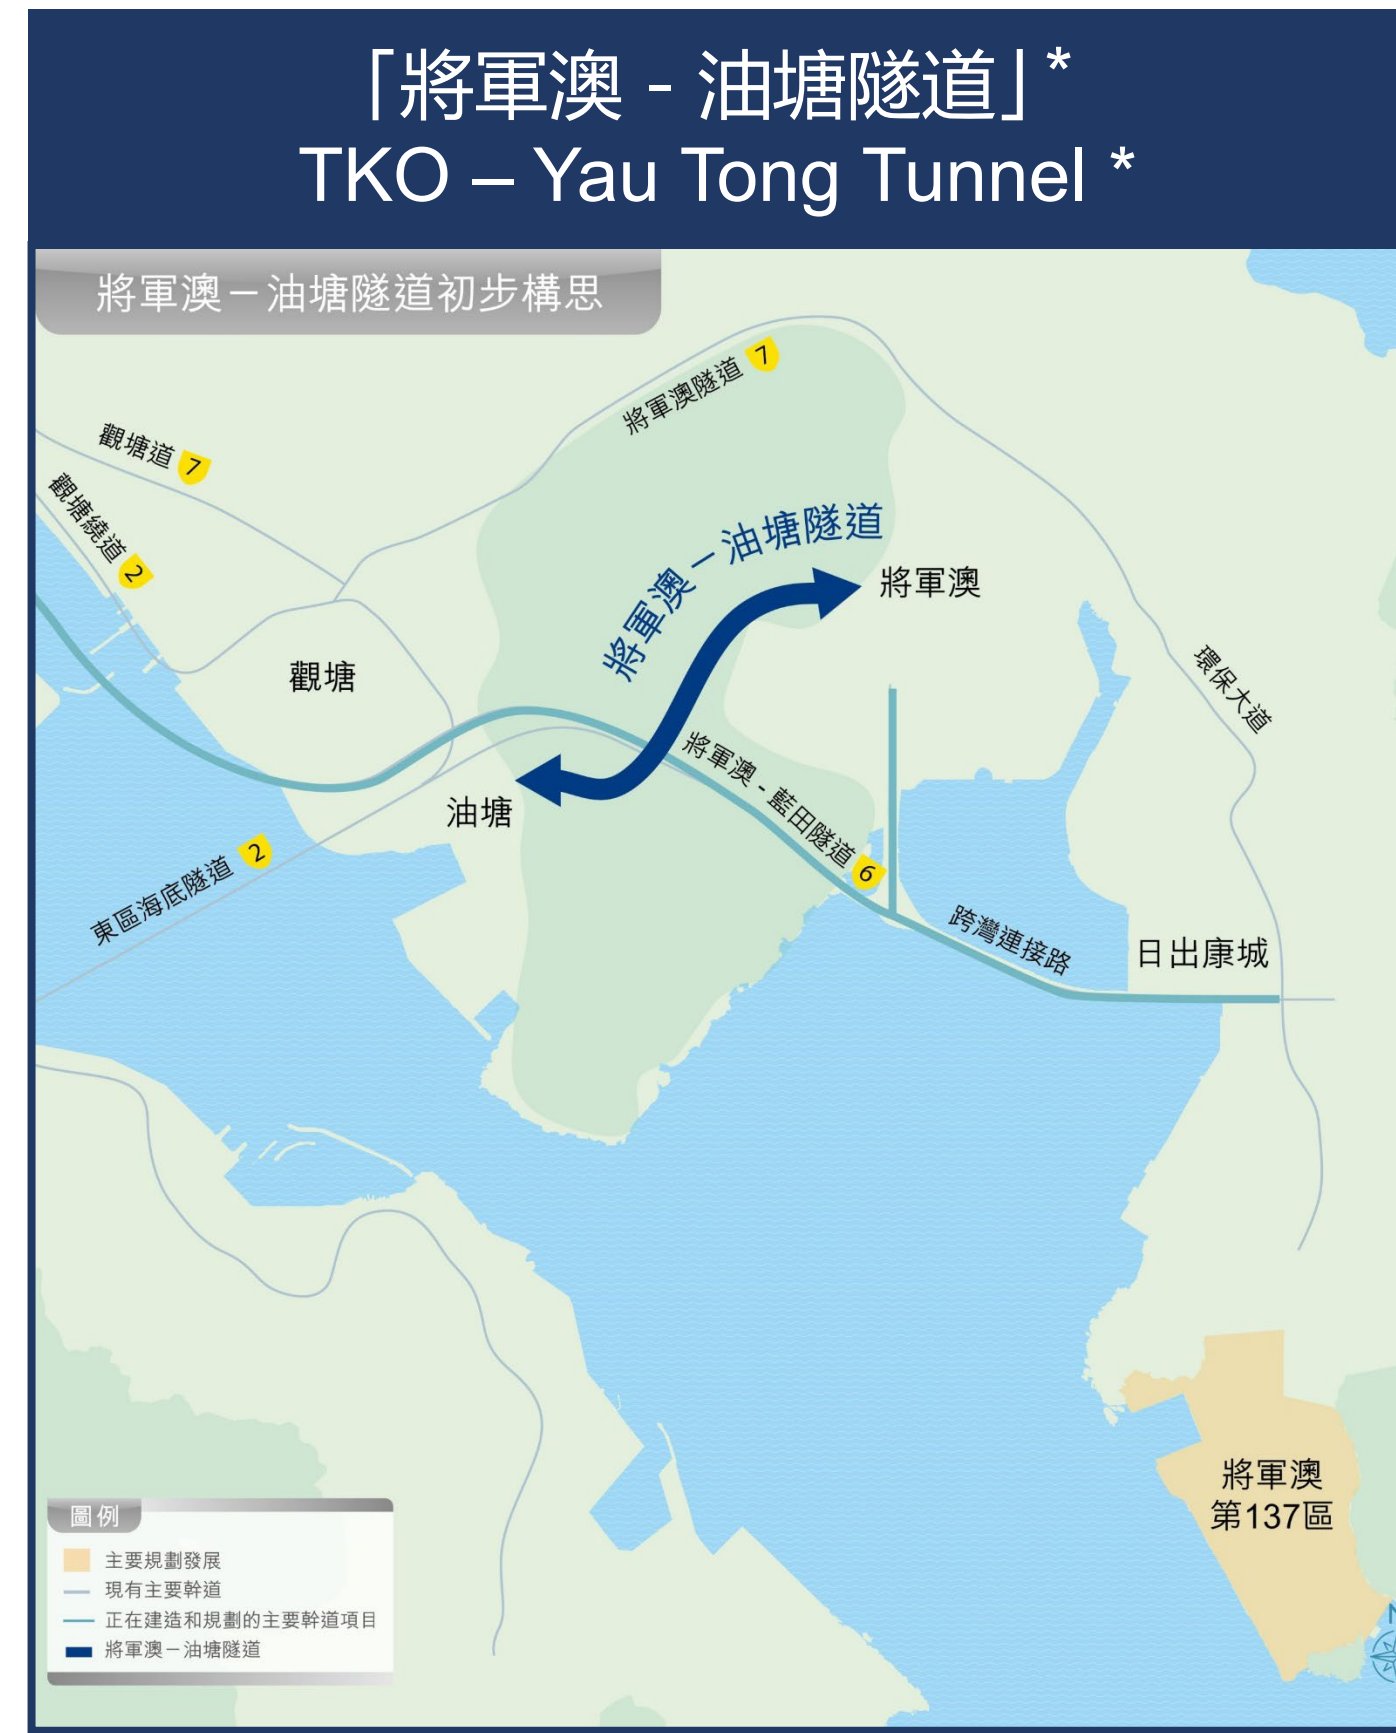 「將軍澳 - 油塘隧道」*
TKO – Yau Tong Tunnel *
將軍澳－油塘隧道初步構思
將軍澳隧道 7
觀塘道 7
觀塘繞道 2
將軍澳－油塘隧道
將軍澳
觀塘
環保大道
將軍澳 - 藍田隧道 6
油塘
東區海底隧道 2
跨灣連接路
日出康城
將軍澳
第137區
圖例
主要規劃發展
現有主要幹道
正在建造和規劃的主要幹道項目
將軍澳－油塘隧道